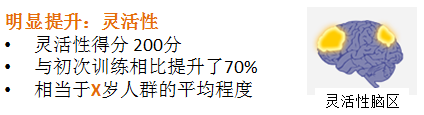 明显提升：灵活性
• 灵活性得分 200分
• 与初次训练相比提升了70%
• 相当于X岁人群的平均程度
灵活性脑区